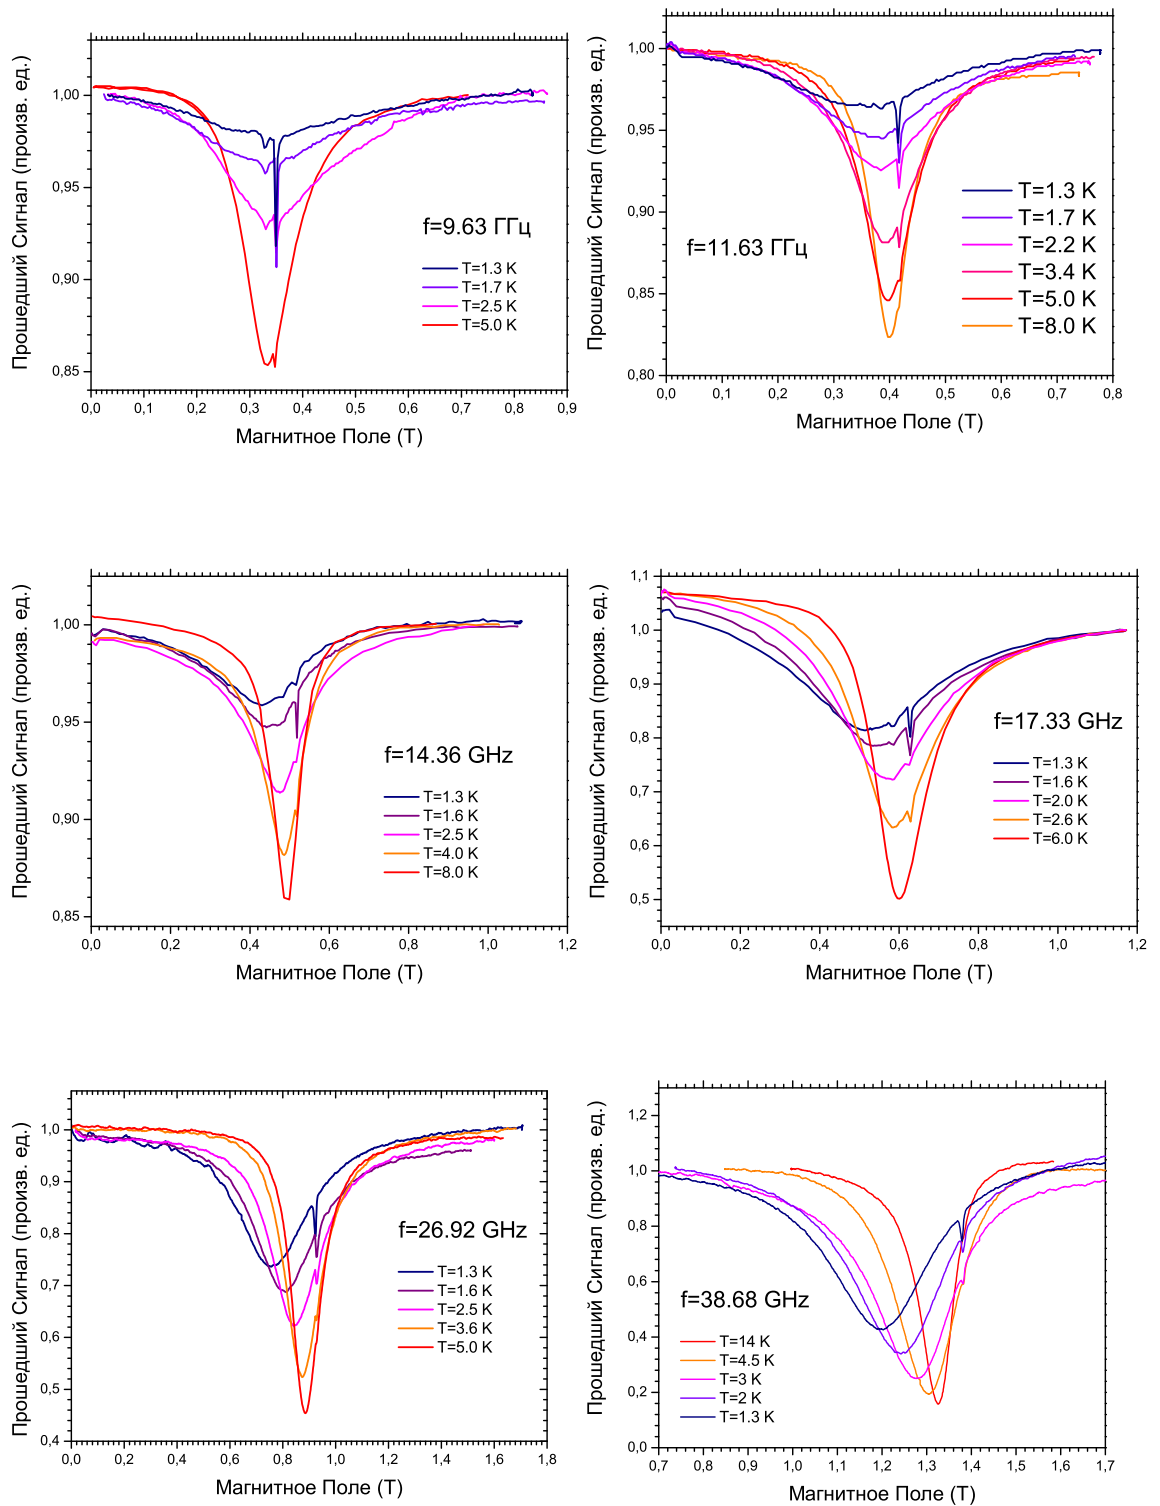 Прошедший Сигнал (произв. ед.)
1,00
0,95
0,90
0,85
f=9.63 ГГц
T=1.3 K
T=1.7 K
T=2.5 K
T=5.0 K
0,0 0,1 0,2 0,3 0,4 0,5 0,6 0,7 0,8 0,9
Магнитное Поле (Т)
Прошедший Сигнал (произв. ед.)
1,00
0,95
0,90
0,85
0,80
f=11.63 ГГц
T=1.3 K
T=1.7 K
T=2.2 K
T=3.4 K
T=5.0 K
T=8.0 K
0,0 0,1 0,2 0,3 0,4 0,5 0,6 0,7 0,8
Магнитное Поле (Т)
Прошедший Сигнал (произв. ед.)
1,00
0,95
0,90
0,85
f=14.36 GHz
T=1.3 K
T=1.6 K
T=2.5 K
T=4.0 K
T=8.0 K
0,0 0,2 0,4 0,6 0,8 1,0 1,2
Магнитное Поле (Т)
Прошедший Сигнал (произв. ед.)
1,1
1,0
0,9
0,8
0,7
0,6
0,5
f=17.33 GHz
T=1.3 K
T=1.6 K
T=2.0 K
T=2.6 K
T=6.0 K
0,0 0,2 0,4 0,6 0,8 1,0 1,2
Магнитное Поле (Т)
Прошедший Сигнал (произв. ед.)
1,0
0,9
0,8
0,7
0,6
0,5
0,4
f=26.92 GHz
T=1.3 K
T=1.6 K
T=2.5 K
T=3.6 K
T=5.0 K
0,0 0,2 0,4 0,6 0,8 1,0 1,2 1,4 1,6 1,8
Магнитное Поле (Т)
Прошедший Сигнал (произв. ед.)
1,2
1,0
0,8
0,6
0,4
0,2
0,0
f=38.68 GHz
T=14 K
T=4.5 K
T=3 K
T=2 K
T=1.3 K
0,7 0,8 0,9 1,0 1,1 1,2 1,3 1,4 1,5 1,6 1,7
Магнитное Поле (Т)